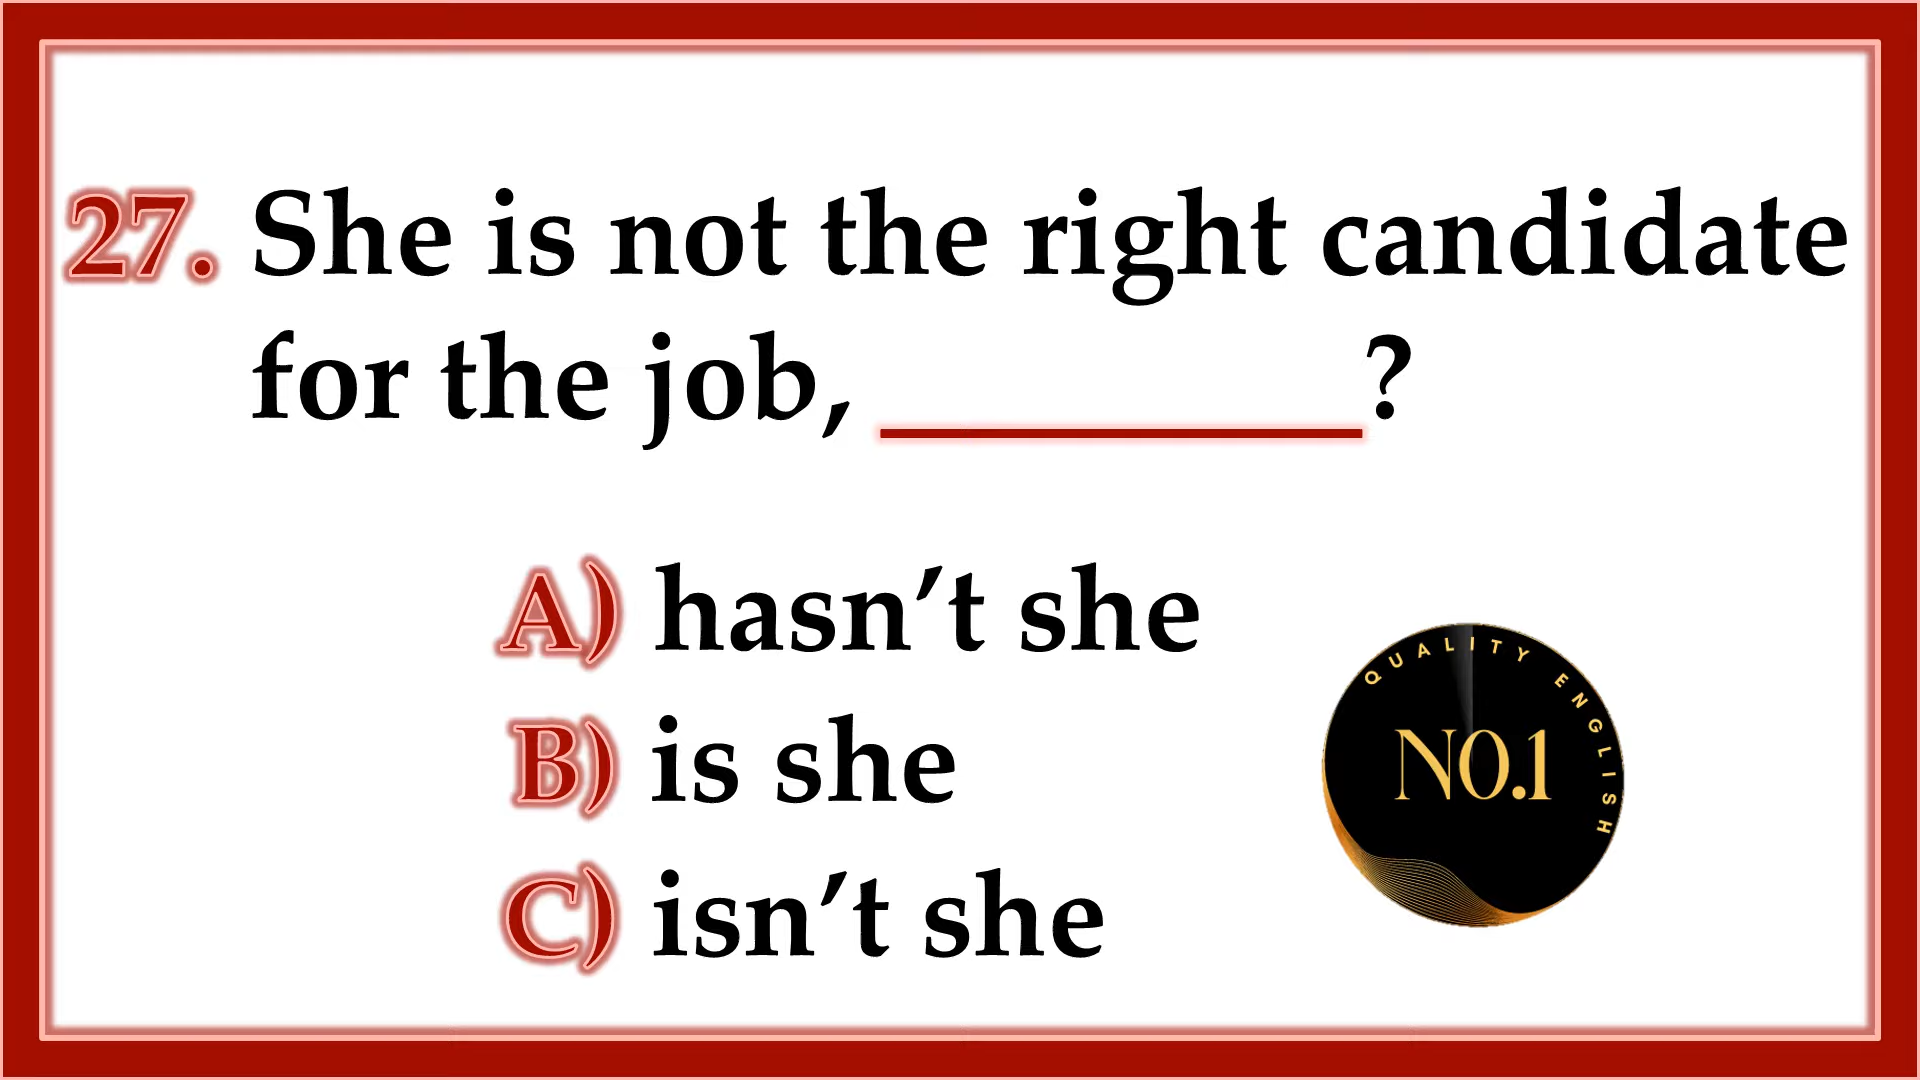 27. She is not the right candidate
for the job, __________?
A) hasn’t she
B) is she
C) isn’t she
QUALITY ENGLISH
NO.1